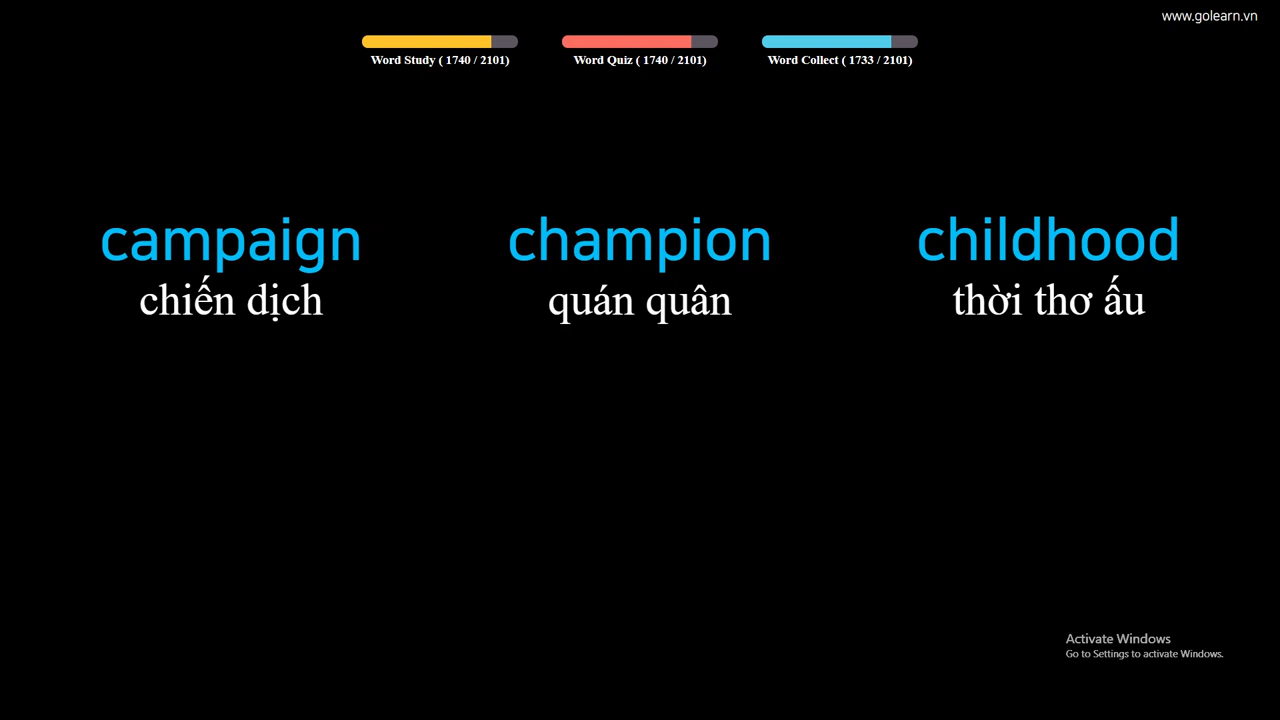 www.golearn.vn
Word Study ( 1740 / 2101) Word Quiz ( 1740 / 2101) Word Collect ( 1733 / 2101)
campaign champion childhood
chiến dịch quán quân thời thơ ấu
Activate Windows
Go to Settings to activate Windows.